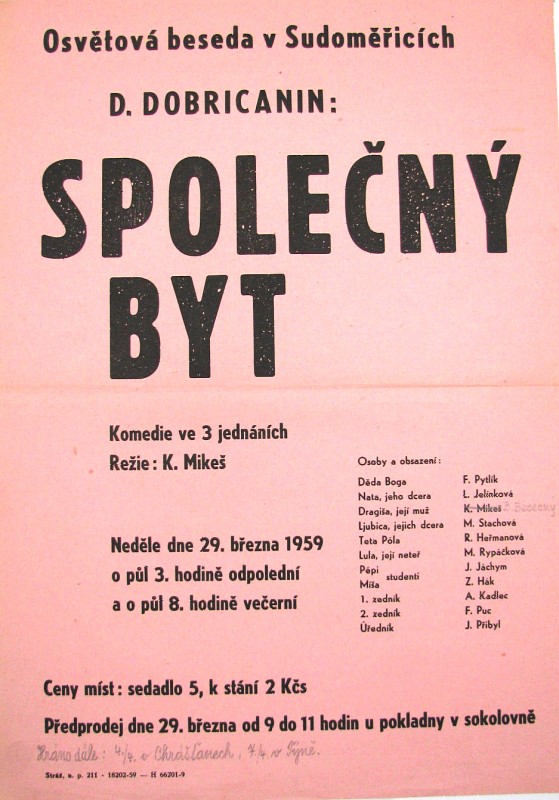 Osvětová beseda v Sudoměřicích
D. DOBRICANIN:
SPOLEČNÝ
BYT
Komedie ve 3 jednáních
Režie: K. Mikeš
Neděle dne 29. března 1959
o půl 3. hodině odpolední
a o půl 8. hodině večerní
Osoby a obsazení:
Děda Boga F. Pytlík
Nata, jeho dcera L. Jelínková
Dragiša, její muž K. Mikeš
Ljubica, jejich dcera M. Stachová
Teta Póla R. Heřmanová
Lula, její neteř M. Rypáčková
Pépi J. Jáchym
studenti
Míša Z. Hák
1. zedník A. Kadlec
2. zedník F. Puc
Úředník J. Přibyl
Ceny míst: sedadlo 5, k stání 2 Kčs
Předprodej dne 29. března od 9 do 11 hodin u pokladny v sokolovně
Hráno dále: 4./4. v Chrášťanech, 7/4. v Týně.
Stráž, n. p. 211 - 18202-59 — H 66201-9